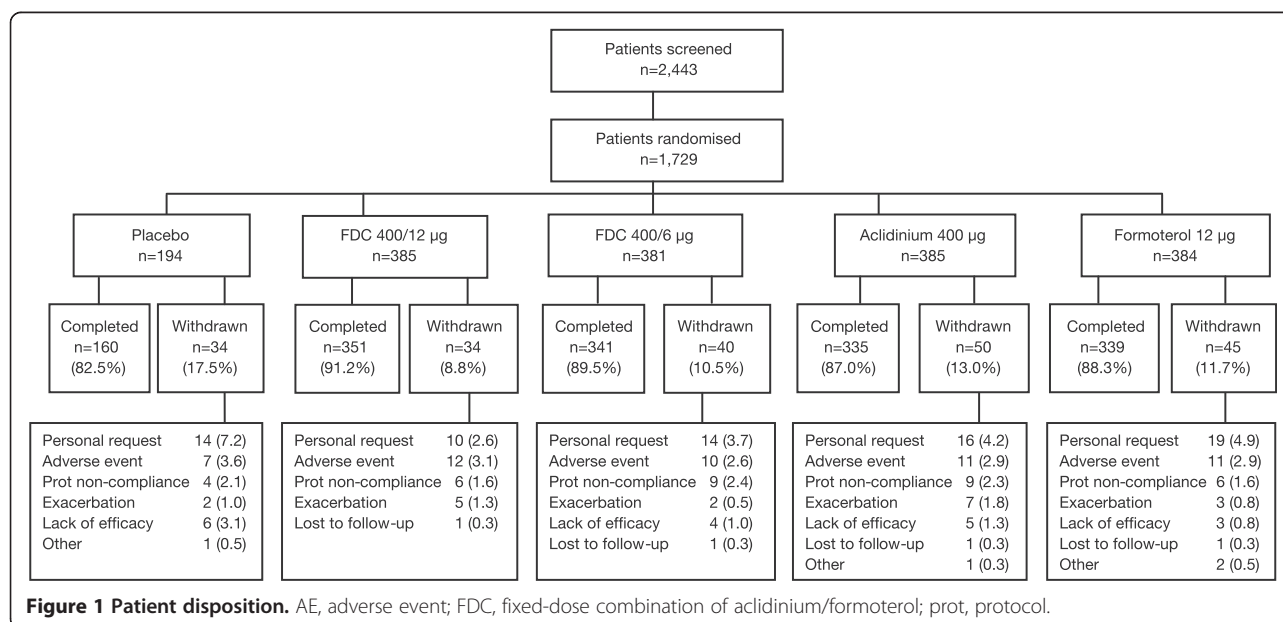 Patients screened
n=2,443
Patients randomised
n=1,729
Placebo
n=194
FDC 400/12 µg
n=385
FDC 400/6 µg
n=381
Aclidinium 400 µg
n=385
Formoterol 12 µg
n=384
Completed
n=160
(82.5%)
Withdrawn
n=34
(17.5%)
Completed
n=351
(91.2%)
Withdrawn
n=34
(8.8%)
Completed
n=341
(89.5%)
Withdrawn
n=40
(10.5%)
Completed
n=335
(87.0%)
Withdrawn
n=50
(13.0%)
Completed
n=339
(88.3%)
Withdrawn
n=45
(11.7%)
Personal request 14 (7.2)
Adverse event 7 (3.6)
Prot non-compliance 4 (2.1)
Exacerbation 2 (1.0)
Lack of efficacy 6 (3.1)
Other 1 (0.5)
Personal request 10 (2.6)
Adverse event 12 (3.1)
Prot non-compliance 6 (1.6)
Exacerbation 5 (1.3)
Lost to follow-up 1 (0.3)
Personal request 14 (3.7)
Adverse event 10 (2.6)
Prot non-compliance 9 (2.4)
Exacerbation 2 (0.5)
Lack of efficacy 4 (1.0)
Lost to follow-up 1 (0.3)
Personal request 16 (4.2)
Adverse event 11 (2.9)
Prot non-compliance 9 (2.3)
Exacerbation 7 (1.8)
Lack of efficacy 5 (1.3)
Lost to follow-up 1 (0.3)
Other 1 (0.3)
Personal request 19 (4.9)
Adverse event 11 (2.9)
Prot non-compliance 6 (1.6)
Exacerbation 3 (0.8)
Lack of efficacy 3 (0.8)
Lost to follow-up 1 (0.3)
Other 2 (0.5)
Figure 1 Patient disposition. AE, adverse event; FDC, fixed-dose combination of aclidinium/formoterol; prot, protocol.